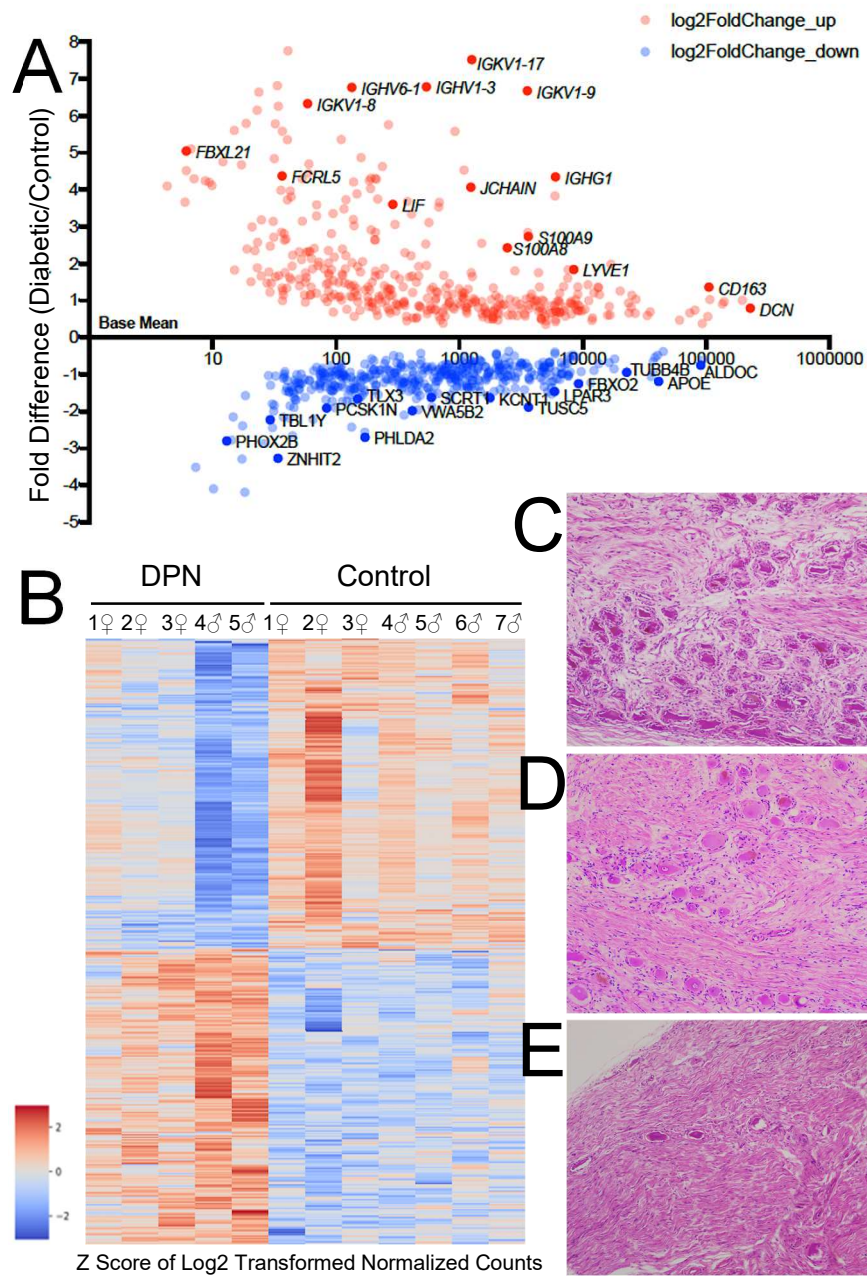 A
log2FoldChange_up
log2FoldChange_down
Fold Difference (Diabetic/Control)
8
7
6
5
4
3
2
1
0
-1
-2
-3
-4
-5
IGKV1-17
IGHV6-1
IGHV1-3
IGKV1-9
IGKV1-8
FBXL21
FCRL5
LIF
JCHAIN
IGHG1
S100A9
S100A8
LYVE1
CD163
DCN
Base Mean
10
100
1000
10000
100000
1000000
TUBB4B
ALDOC
FBXO2
APOE
TLX3
SCRT1
KCNT1
LPAR3
PCSK1N
VWA5B2
TUSC5
TBL1Y
PHOX2B
PHLDA2
ZNHIT2
B
DPN
Control
1♀ 2♀ 3♀ 4♂ 5♂ 1♀ 2♀ 3♀ 4♂ 5♂ 6♂ 7♂
2
0
−2
Z Score of Log2 Transformed Normalized Counts
C
D
E